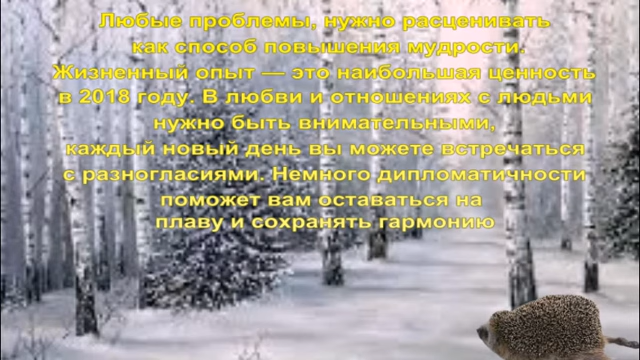 Любые проблемы, нужно расценивать
как способ повышения мудрости.
Жизненный опыт — это наибольшая ценность
в 2018 году. В любви и отношениях с людьми
нужно быть внимательными,
каждый новый день вы можете встречаться
с разногласиями. Немного дипломатичности
поможет вам оставаться на
плаву и сохранять гармонию